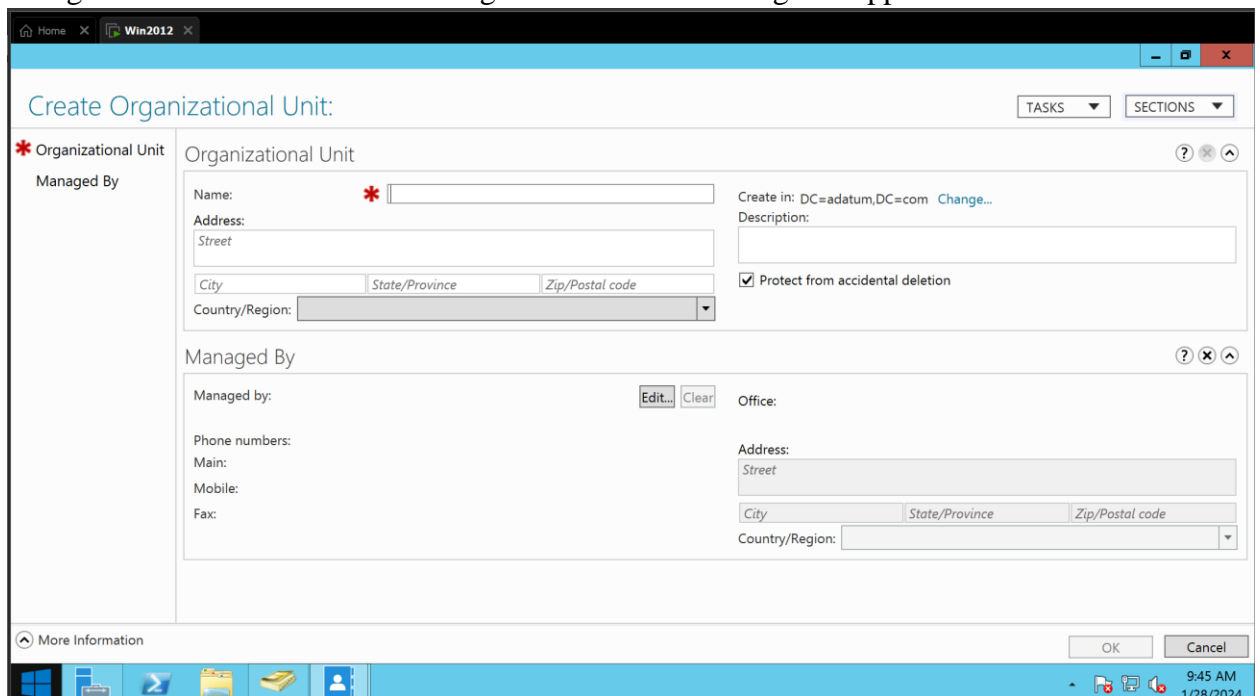 Home
Win2012
Create Organizational Unit:
TASKS
SECTIONS
Organizational Unit
Managed By
Organizational Unit
Name:
Create in: DC=adatum,DC=com Change...
Address:
Description:
Street
City State/Province Zip/Postal code
Protect from accidental deletion
Country/Region:
Managed By
Managed by:
Edit... Clear
Office:
Phone numbers:
Main:
Mobile:
Fax:
Address:
Street
City State/Province Zip/Postal code
Country/Region:
More Information
OK Cancel
9:45 AM
1/28/2024